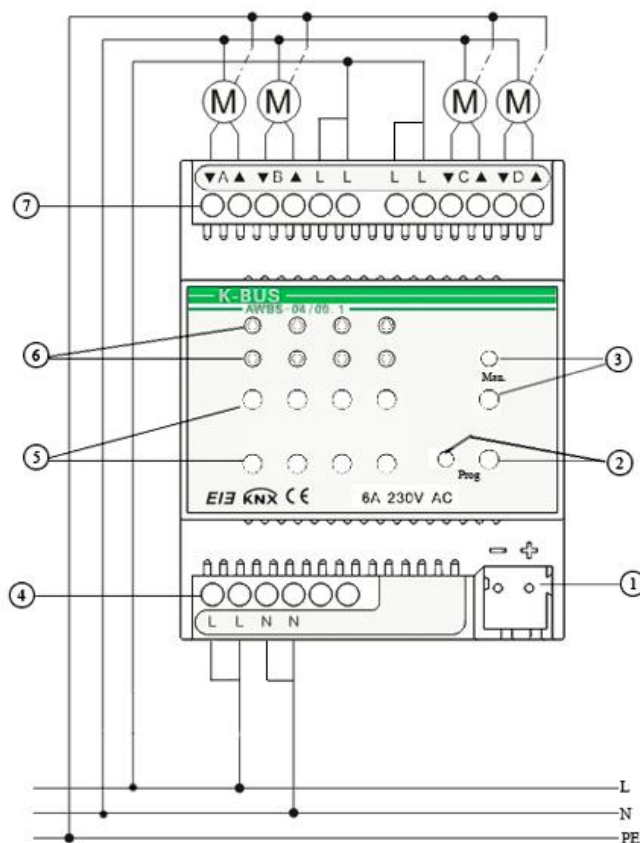 M M M M
▼ A ▲ ▼ B ▲ L L L L ▼ C ▲ ▼ D ▲
7
K-BUS
AWBS-04/00.1
6
3
Man.
5
2
Prog
EIB KNX CE 6A 230V AC
- +
4
1
L L N N
L
N
PE